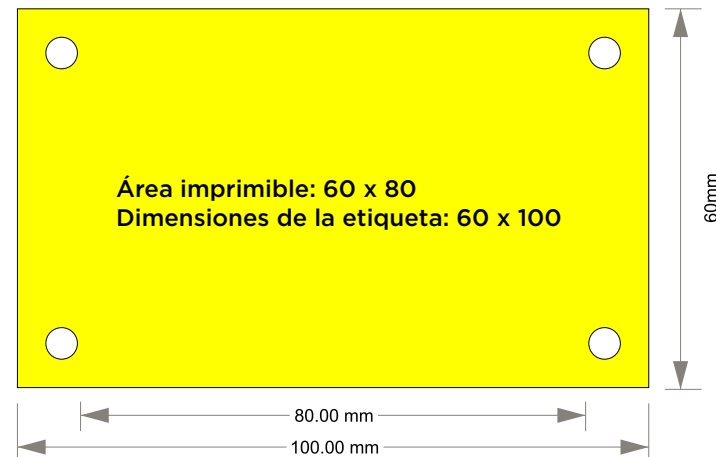 Área imprimible: 60 x 80
Dimensiones de la etiqueta: 60 x 100
60mm
80.00 mm
100.00 mm